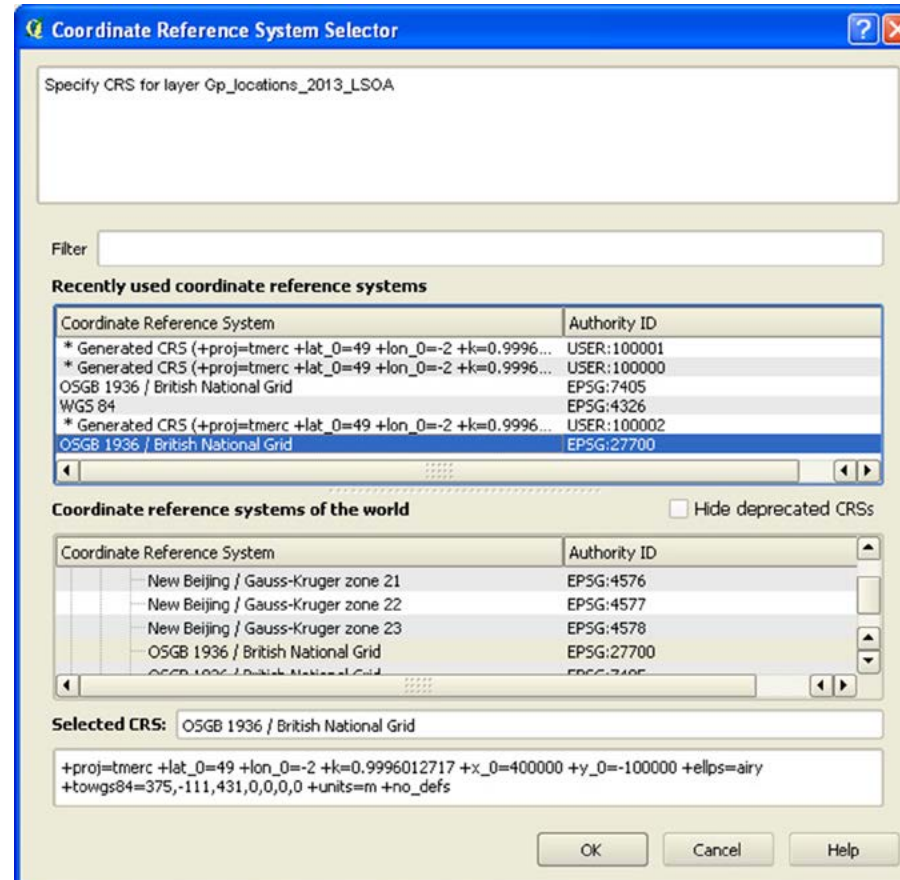 Coordinate Reference System Selector
Specify CRS for layer Gp_locations_2013_LSOA
Filter
Recently used coordinate reference systems
Coordinate Reference System Authority ID
* Generated CRS (+proj=tmerc +lat_0=49 +lon_0=-2 +k=0.9996... USER:100001
* Generated CRS (+proj=tmerc +lat_0=49 +lon_0=-2 +k=0.9996... USER:100000
OSGB 1936 / British National Grid EPSG:7405
WGS 84 EPSG:4326
* Generated CRS (+proj=tmerc +lat_0=49 +lon_0=-2 +k=0.9996... USER:100002
OSGB 1936 / British National Grid EPSG:27700
Coordinate reference systems of the world Hide deprecated CRSs
Coordinate Reference System Authority ID
New Beijing / Gauss-Kruger zone 21 EPSG:4576
New Beijing / Gauss-Kruger zone 22 EPSG:4577
New Beijing / Gauss-Kruger zone 23 EPSG:4578
OSGB 1936 / British National Grid EPSG:27700
OSGB 1936 / British National Grid EPSG:7405
Selected CRS: OSGB 1936 / British National Grid
+proj=tmerc +lat_0=49 +lon_0=-2 +k=0.9996012717 +x_0=400000 +y_0=-100000 +ellps=airy
+towgs84=375,-111,431,0,0,0,0 +units=m +no_defs
OK Cancel Help